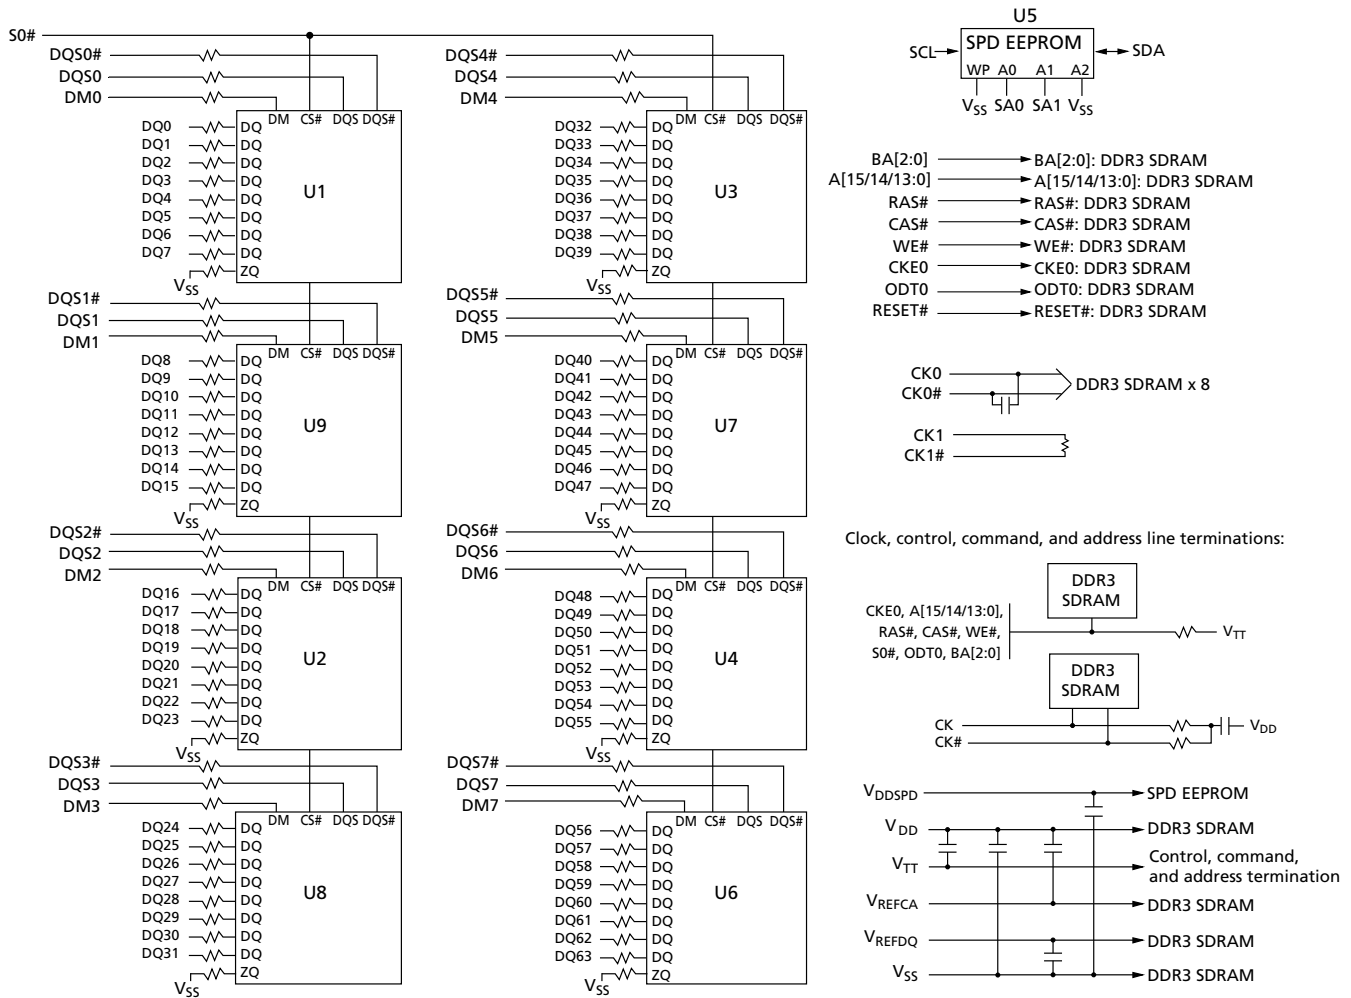 S0#
DQS0#
DQS0
DM0
DM CS# DQS DQS#
DQ0 DQ
DQ1 DQ
DQ2 DQ
DQ3 DQ
DQ4 DQ
DQ5 DQ
DQ6 DQ
DQ7 DQ
VSS ZQ
U1
DQS1#
DQS1
DM1
DM CS# DQS DQS#
DQ8 DQ
DQ9 DQ
DQ10 DQ
DQ11 DQ
DQ12 DQ
DQ13 DQ
DQ14 DQ
DQ15 DQ
VSS ZQ
U9
DQS2#
DQS2
DM2
DM CS# DQS DQS#
DQ16 DQ
DQ17 DQ
DQ18 DQ
DQ19 DQ
DQ20 DQ
DQ21 DQ
DQ22 DQ
DQ23 DQ
VSS ZQ
U2
DQS3#
DQS3
DM3
DM CS# DQS DQS#
DQ24 DQ
DQ25 DQ
DQ26 DQ
DQ27 DQ
DQ28 DQ
DQ29 DQ
DQ30 DQ
DQ31 DQ
VSS ZQ
U8
DQS4#
DQS4
DM4
DM CS# DQS DQS#
DQ32 DQ
DQ33 DQ
DQ34 DQ
DQ35 DQ
DQ36 DQ
DQ37 DQ
DQ38 DQ
DQ39 DQ
VSS ZQ
U3
DQS5#
DQS5
DM5
DM CS# DQS DQS#
DQ40 DQ
DQ41 DQ
DQ42 DQ
DQ43 DQ
DQ44 DQ
DQ45 DQ
DQ46 DQ
DQ47 DQ
VSS ZQ
U7
DQS6#
DQS6
DM6
DM CS# DQS DQS#
DQ48 DQ
DQ49 DQ
DQ50 DQ
DQ51 DQ
DQ52 DQ
DQ53 DQ
DQ54 DQ
DQ55 DQ
VSS ZQ
U4
DQS7#
DQS7
DM7
DM CS# DQS DQS#
DQ56 DQ
DQ57 DQ
DQ58 DQ
DQ59 DQ
DQ60 DQ
DQ61 DQ
DQ62 DQ
DQ63 DQ
VSS ZQ
U6
U5
SCL SPD EEPROM SDA
WP A0 A1 A2
VSS SA0 SA1 VSS
BA[2:0] BA[2:0]: DDR3 SDRAM
A[15/14/13:0] A[15/14/13:0]: DDR3 SDRAM
RAS# RAS#: DDR3 SDRAM
CAS# CAS#: DDR3 SDRAM
WE# WE#: DDR3 SDRAM
CKE0 CKE0: DDR3 SDRAM
ODT0 ODT0: DDR3 SDRAM
RESET# RESET#: DDR3 SDRAM
CK0
CK0#
DDR3 SDRAM x 8
CK1
CK1#
Clock, control, command, and address line terminations:
DDR3
SDRAM
CKE0, A[15/14/13:0],
RAS#, CAS#, WE#,
S0#, ODT0, BA[2:0]
VTT
DDR3
SDRAM
CK
CK#
VDD
VDDSPD SPD EEPROM
VDD DDR3 SDRAM
VTT Control, command,
and address termination
VREFCA DDR3 SDRAM
VREFDQ DDR3 SDRAM
VSS DDR3 SDRAM